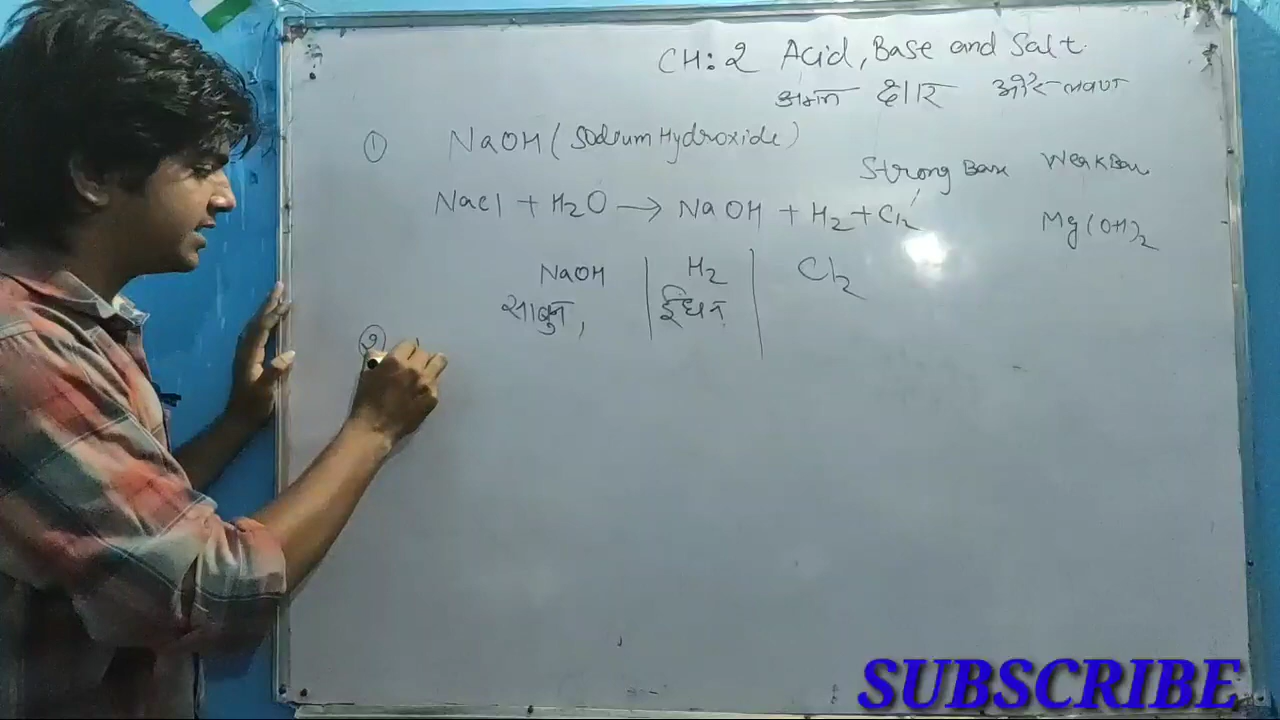 CH: 2 Acid, Base and Salt.
अम्ल क्षार और लवण
① NaOH (Sodium Hydroxide)
Strong Base Weak Base
NaCl + H2O → NaOH + H2 + Cl2
Mg(OH)2
NaOH | H2 | Cl2
साबुन, ईंधन
②
SUBSCRIBE